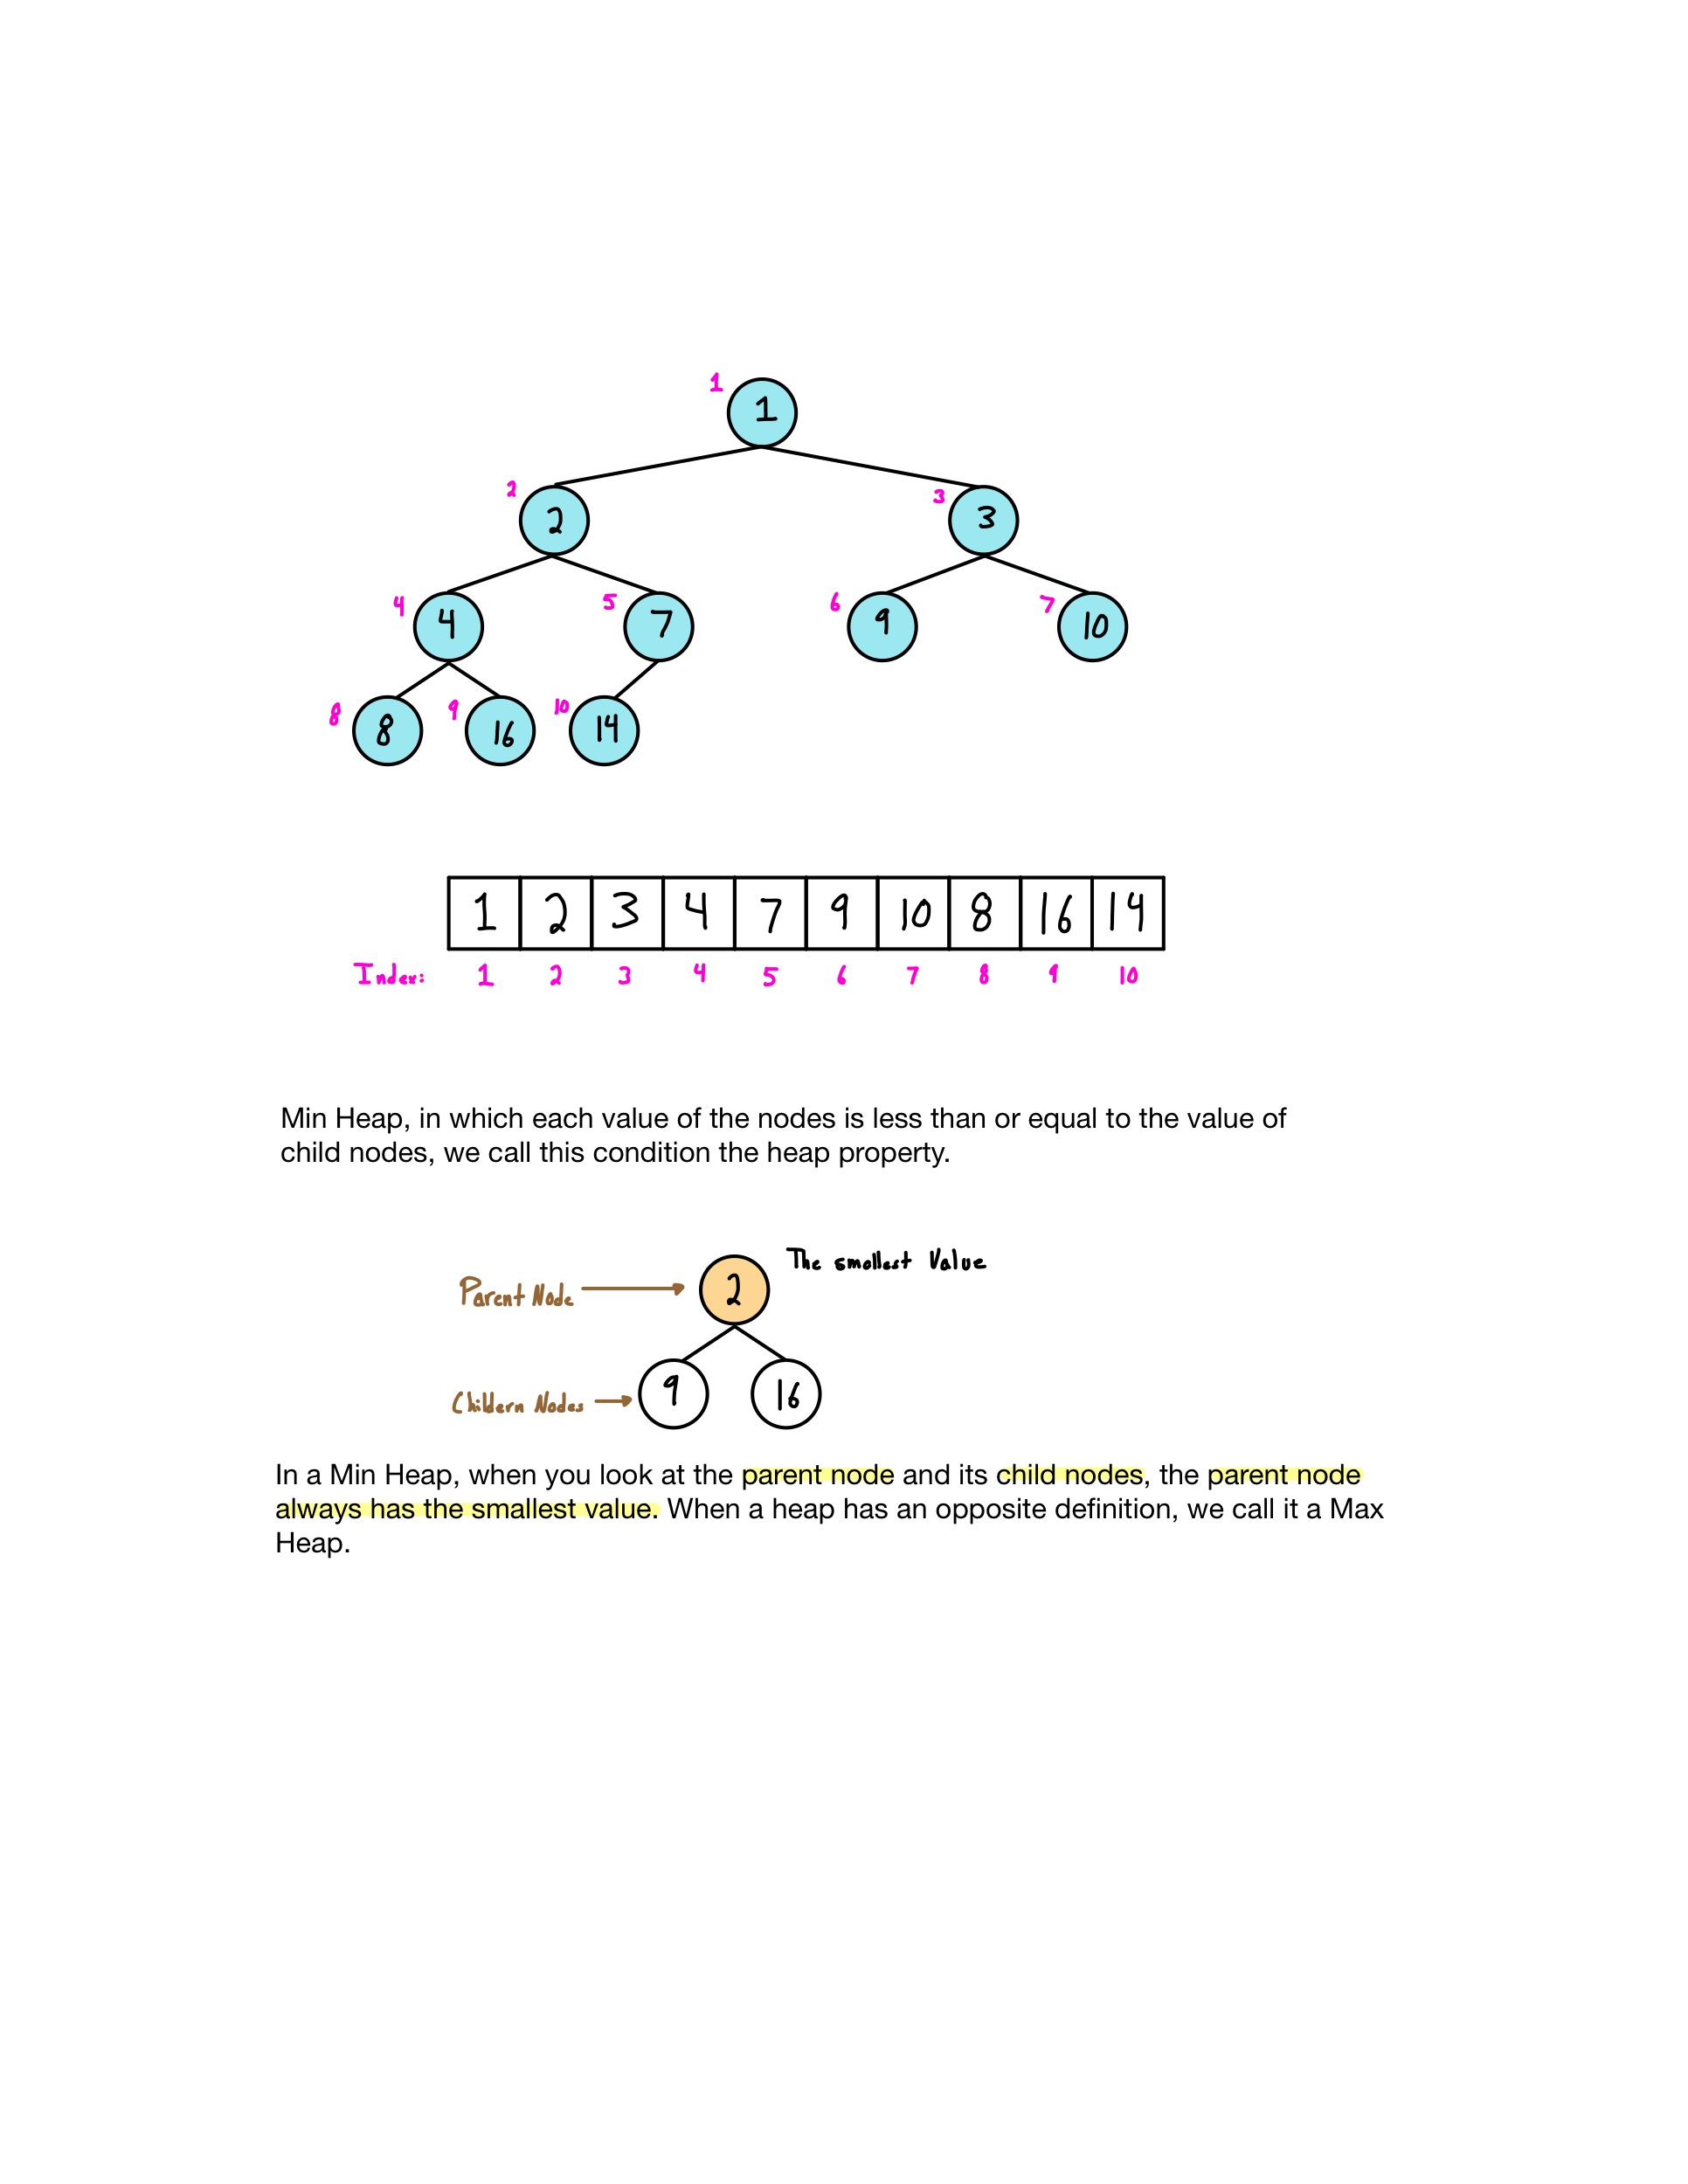 1
1
2
2
3
3
4
4
5
7
6
9
7
10
8
8
9
16
10
14
1 2 3 4 7 9 10 8 16 14
Index: 1 2 3 4 5 6 7 8 9 10
Min Heap, in which each value of the nodes is less than or equal to the value of
child nodes, we call this condition the heap property.
The smallest Value
Parent Node
2
Childern Nodes
9
16
In a Min Heap, when you look at the parent node and its child nodes, the parent node
always has the smallest value. When a heap has an opposite definition, we call it a Max
Heap.